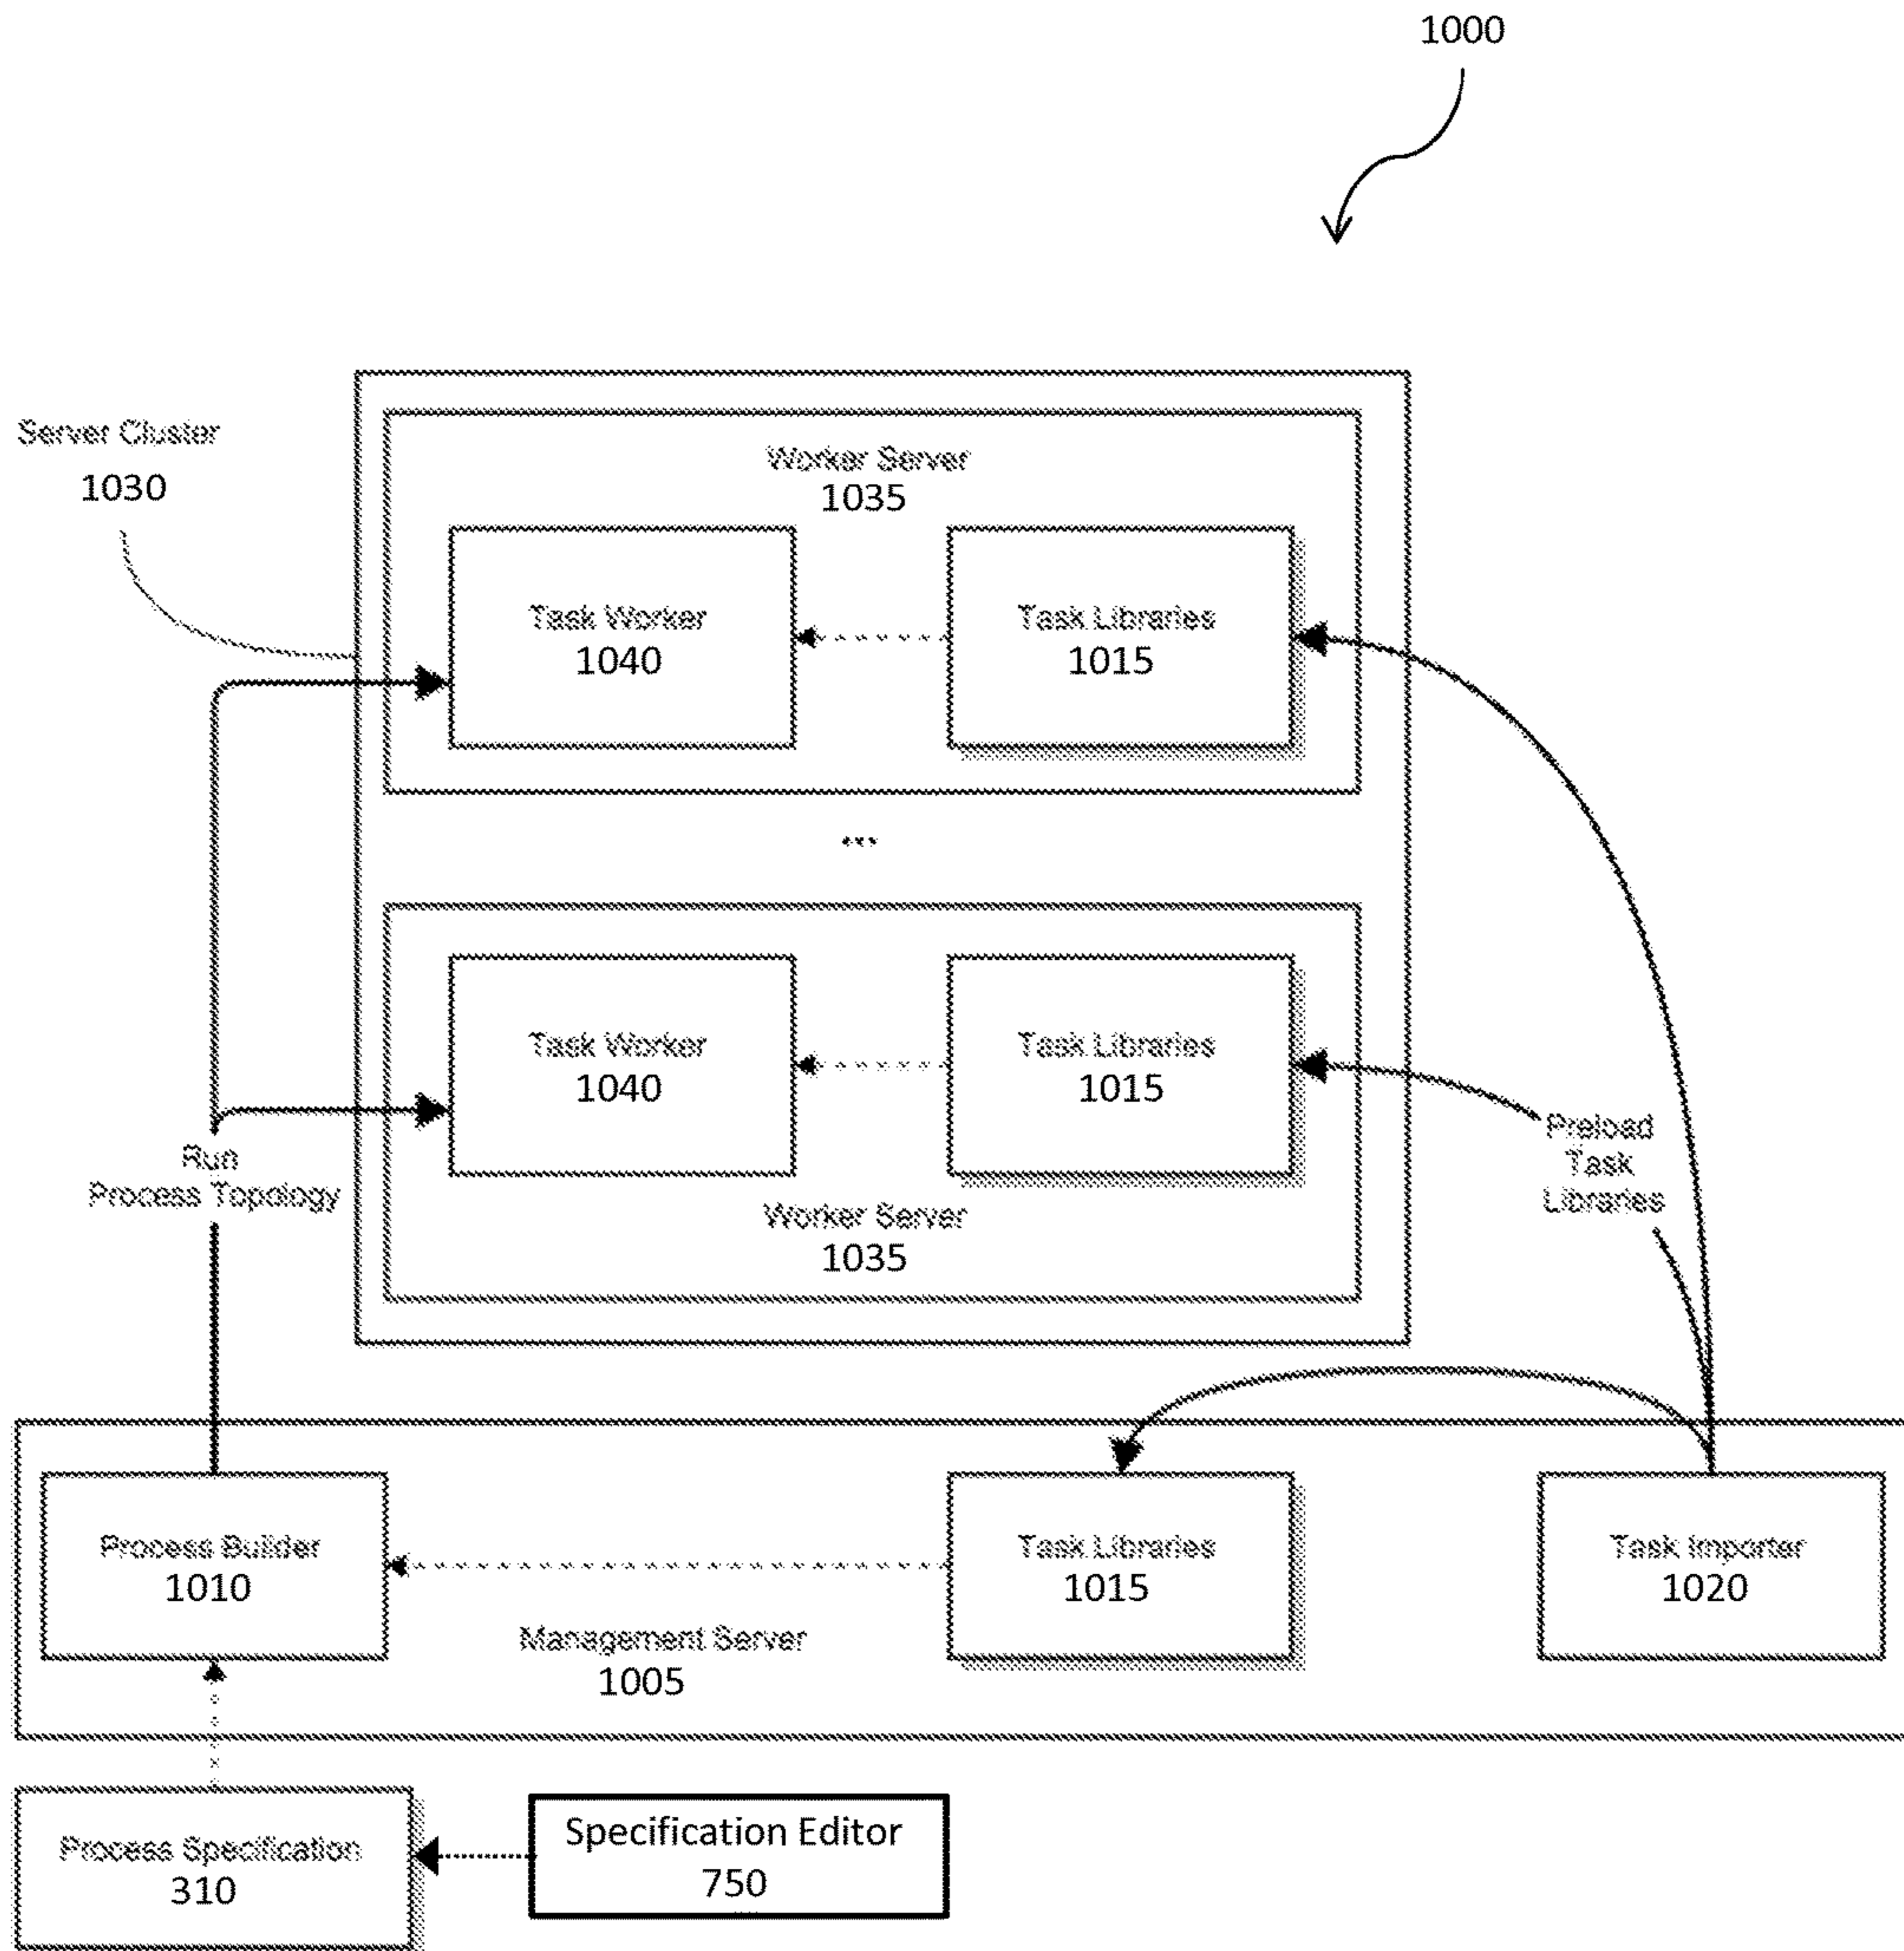 1000
Server Cluster
1030
Worker Server
1035
Task Worker
1040
Task Libraries
1015
...
Task Worker
1040
Task Libraries
1015
Worker Server
1035
Run
Process Topology
Preload
Task
Libraries
Process Builder
1010
Task Libraries
1015
Task Importer
1020
Management Server
1005
Process Specification
310
Specification Editor
750